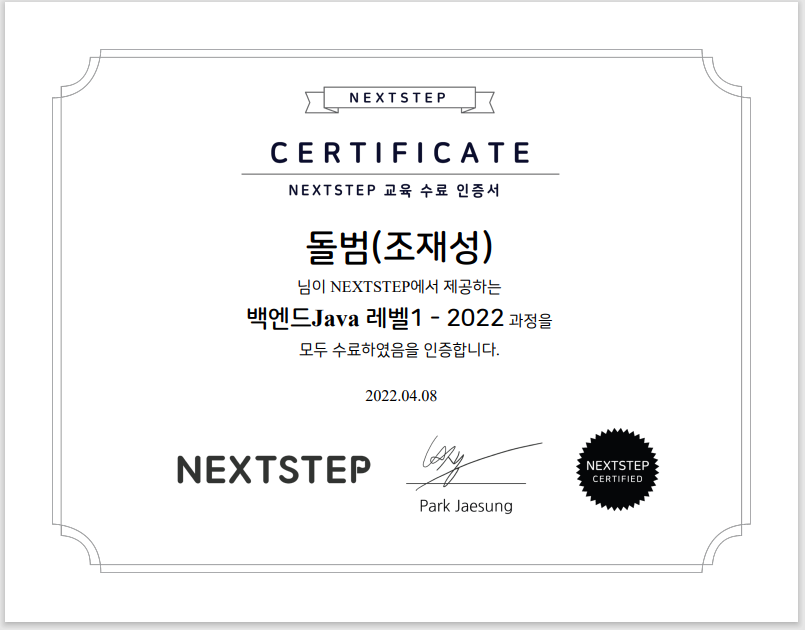 NEXTSTEP
CERTIFICATE
NEXTSTEP 교육 수료 인증서
돌범(조재성)
님이 NEXTSTEP에서 제공하는
백엔드Java 레벨1 - 2022 과정을
모두 수료하였음을 인증합니다.
2022.04.08
NEXTSTEP
Park Jaesung
NEXTSTEP
CERTIFIED